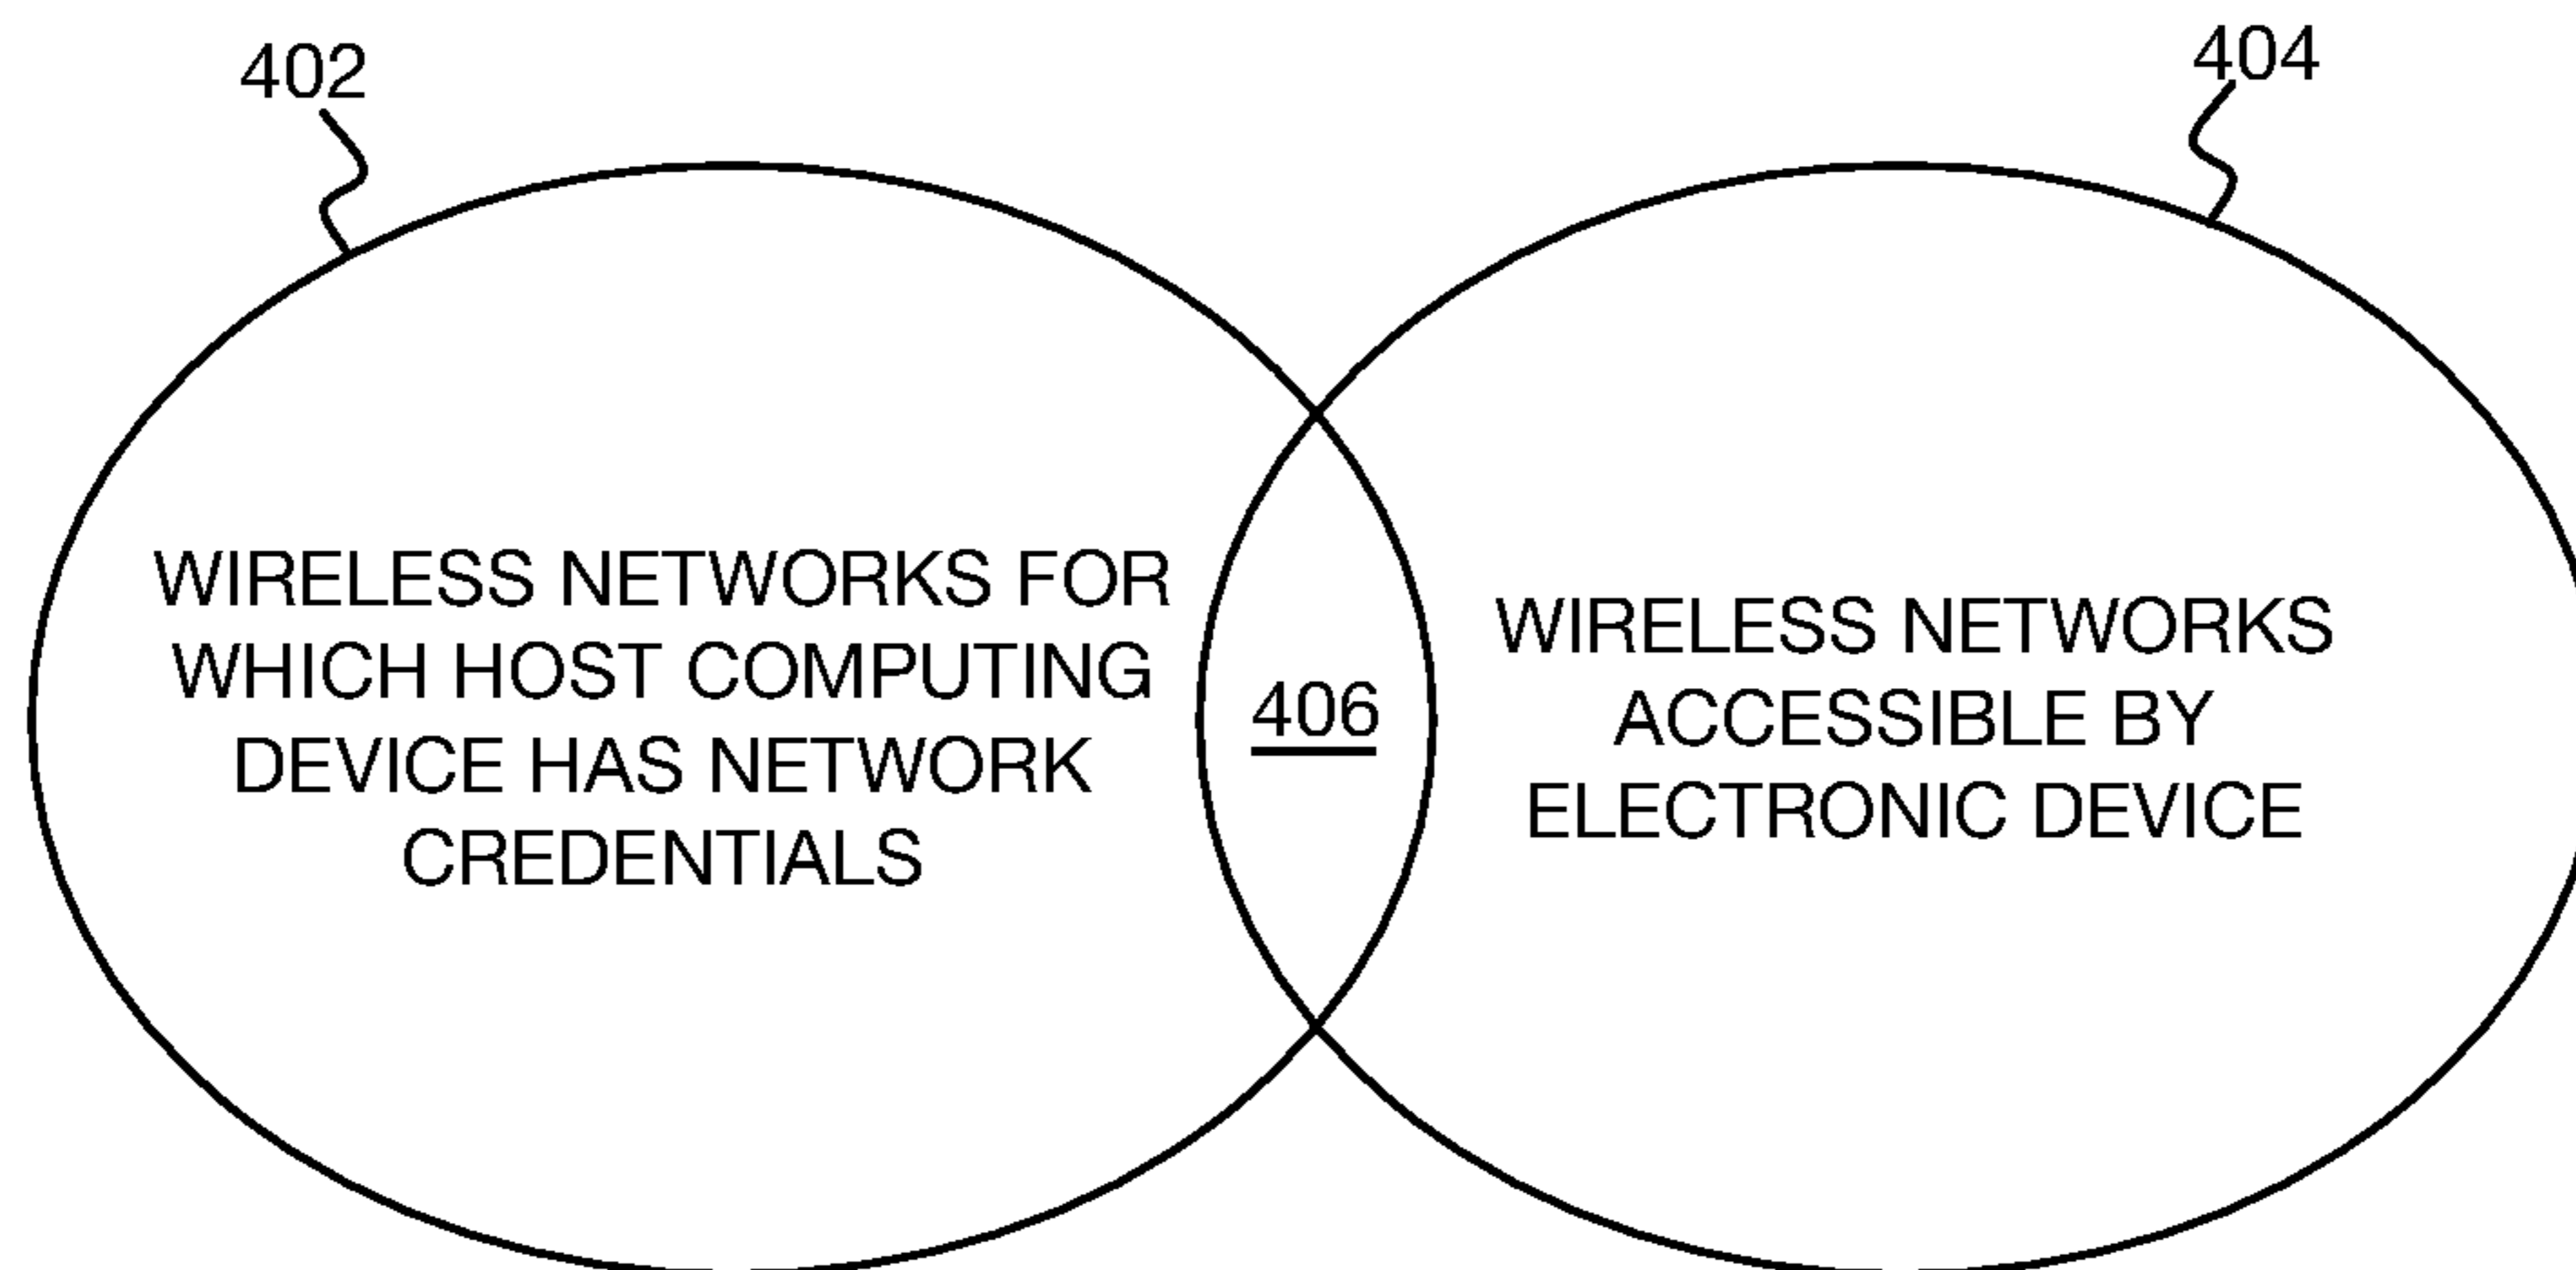 402
404
WIRELESS NETWORKS FOR
WHICH HOST COMPUTING
DEVICE HAS NETWORK
CREDENTIALS
406
WIRELESS NETWORKS
ACCESSIBLE BY
ELECTRONIC DEVICE